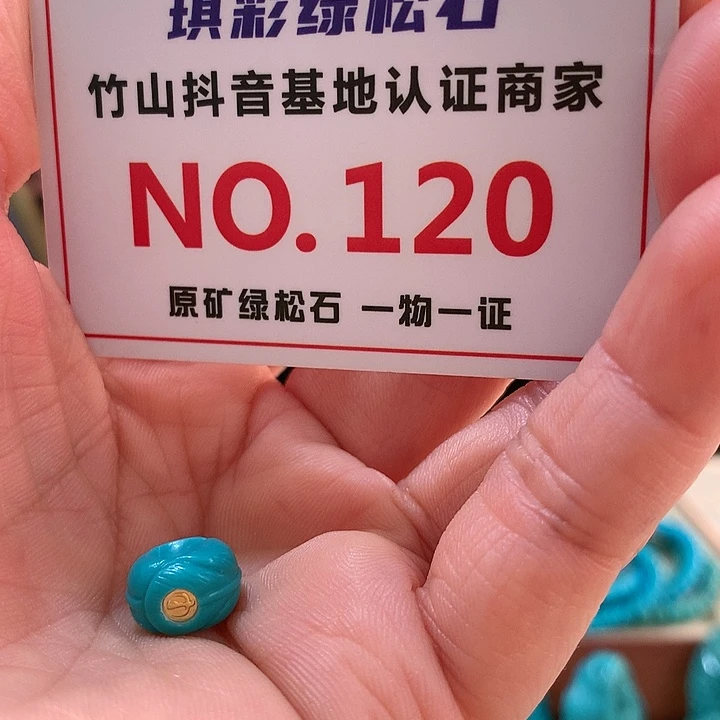 琪彩绿松石
竹山抖音基地认证商家
NO.120
原矿绿松石 一物一证